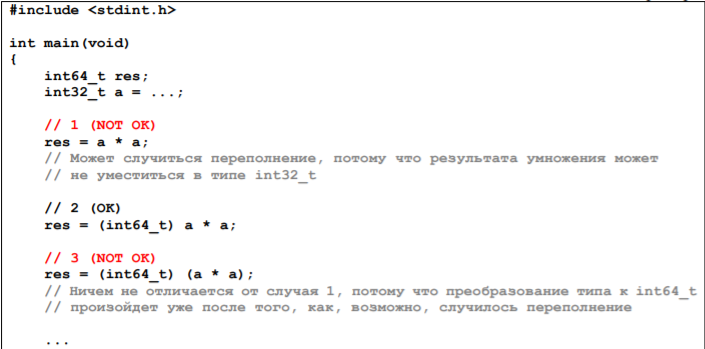 #include <stdint.h>
int main(void)
{
int64_t res;
int32_t a = ...;
// 1 (NOT OK)
res = a * a;
// Может случиться переполнение, потому что результата умножения может
// не уместиться в типе int32_t
// 2 (OK)
res = (int64_t) a * a;
// 3 (NOT OK)
res = (int64_t) (a * a);
// Ничем не отличается от случая 1, потому что преобразование типа к int64_t
// произойдет уже после того, как, возможно, случилось переполнение
...